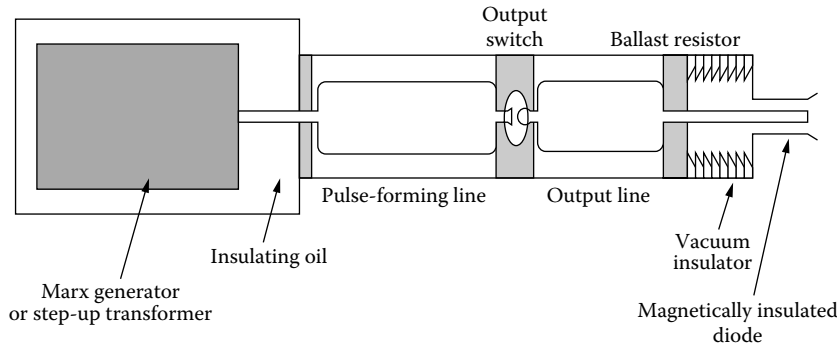 Output
switch
Ballast resistor
Pulse-forming line
Output line
Insulating oil
Vacuum
insulator
Marx generator
or step-up transformer
Magnetically insulated
diode